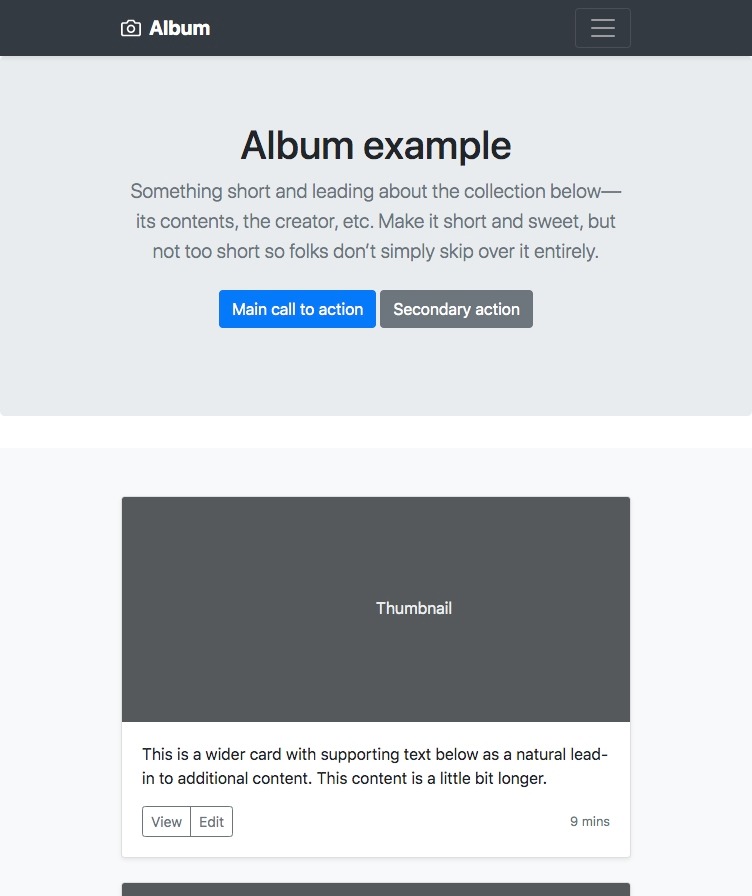 Album
Album example
Something short and leading about the collection below—
its contents, the creator, etc. Make it short and sweet, but
not too short so folks don’t simply skip over it entirely.
Main call to action Secondary action
Thumbnail
This is a wider card with supporting text below as a natural lead-
in to additional content. This content is a little bit longer.
View Edit 9 mins